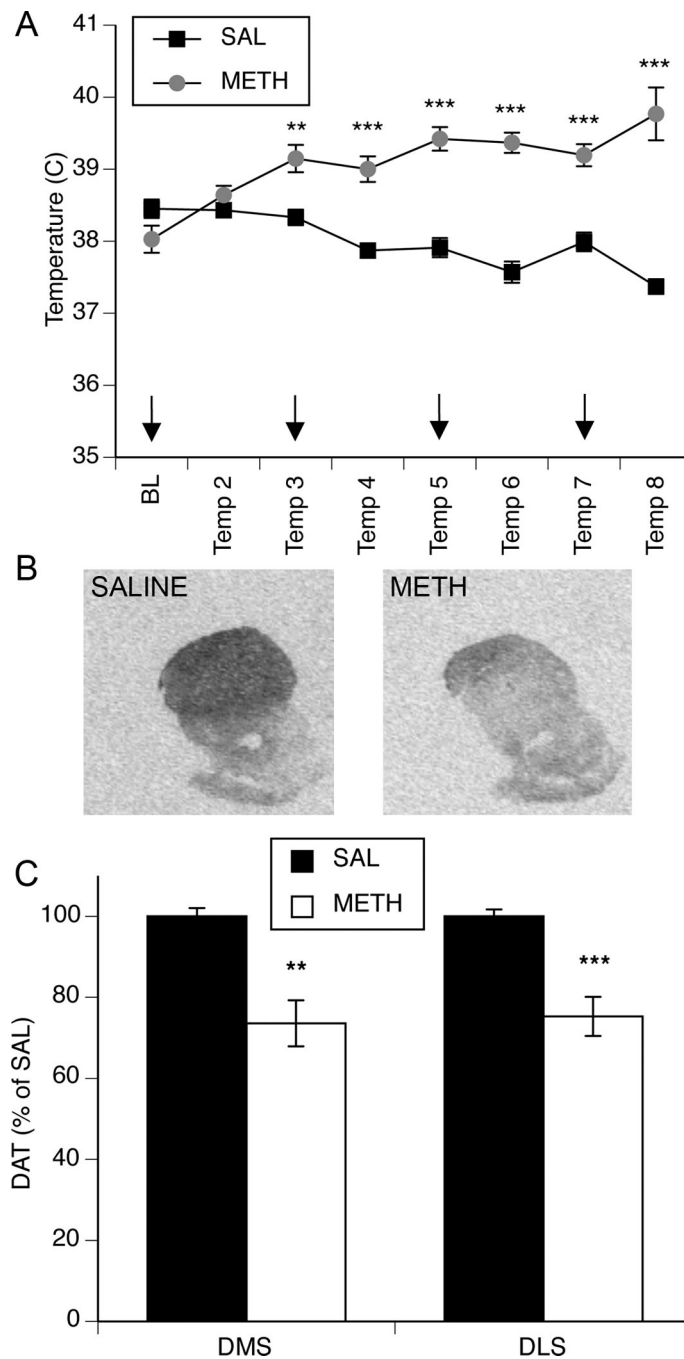 A
SAL
METH
Temperature (C)
41
40
39
38
37
36
35
**
***
***
***
***
***
BL
Temp 2
Temp 3
Temp 4
Temp 5
Temp 6
Temp 7
Temp 8
B
SALINE
METH
C
SAL
METH
DAT (% of SAL)
100
80
60
40
20
0
**
***
DMS
DLS